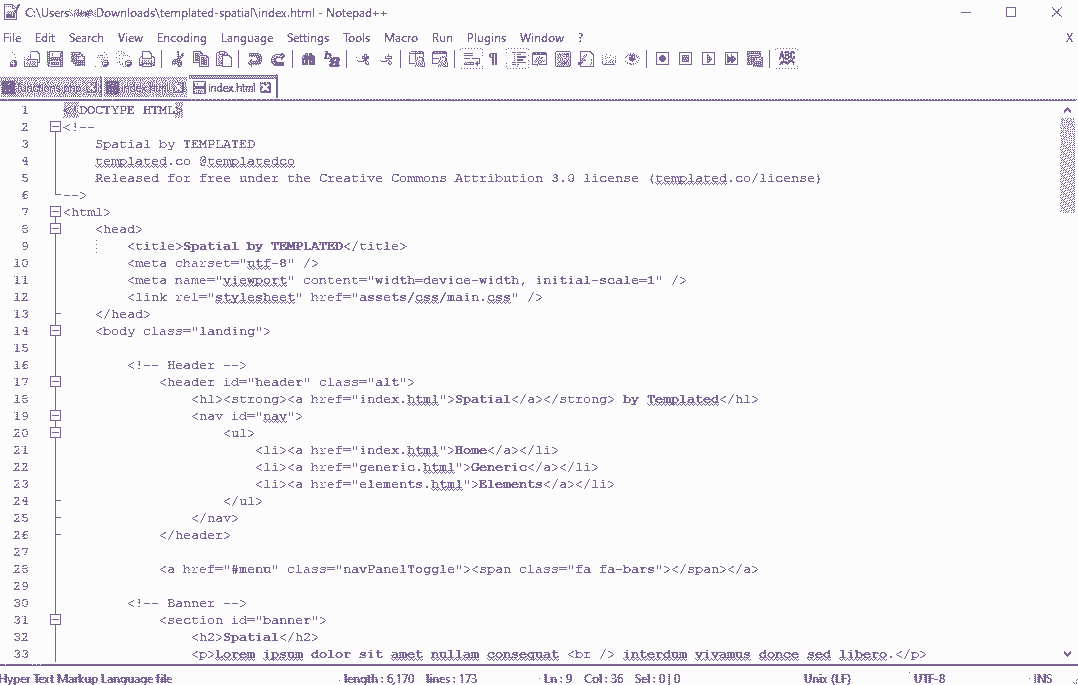 C:\Users\ \Downloads\templated-spatial\index.html - Notepad++
File Edit Search View Encoding Language Settings Tools Macro Run Plugins Window ? X
functions.php index.html index.html
1 <!DOCTYPE HTML>
2 <!--
3 Spatial by TEMPLATED
4 templated.co @templatedco
5 Released for free under the Creative Commons Attribution 3.0 license (templated.co/license)
6 -->
7 <html>
8 <head>
9 <title>Spatial by TEMPLATED</title>
10 <meta charset="utf-8" />
11 <meta name="viewport" content="width=device-width, initial-scale=1" />
12 <link rel="stylesheet" href="assets/css/main.css" />
13 </head>
14 <body class="landing">
15
16 <!-- Header -->
17 <header id="header" class="alt">
18 <h1><strong><a href="index.html">Spatial</a></strong> by Templated</h1>
19 <nav id="nav">
20 <ul>
21 <li><a href="index.html">Home</a></li>
22 <li><a href="generic.html">Generic</a></li>
23 <li><a href="elements.html">Elements</a></li>
24 </ul>
25 </nav>
26 </header>
27
28 <a href="#menu" class="navPanelToggle"><span class="fa fa-bars"></span></a>
29
30 <!-- Banner -->
31 <section id="banner">
32 <h2>Spatial</h2>
33 <p>Lorem ipsum dolor sit amet nullam consequat <br /> interdum vivamus donce sed libero.</p>
Hyper Text Markup Language file length : 6,170 lines : 173 Ln : 9 Col : 36 Sel : 0 | 0 Unix (LF) UTF-8 INS